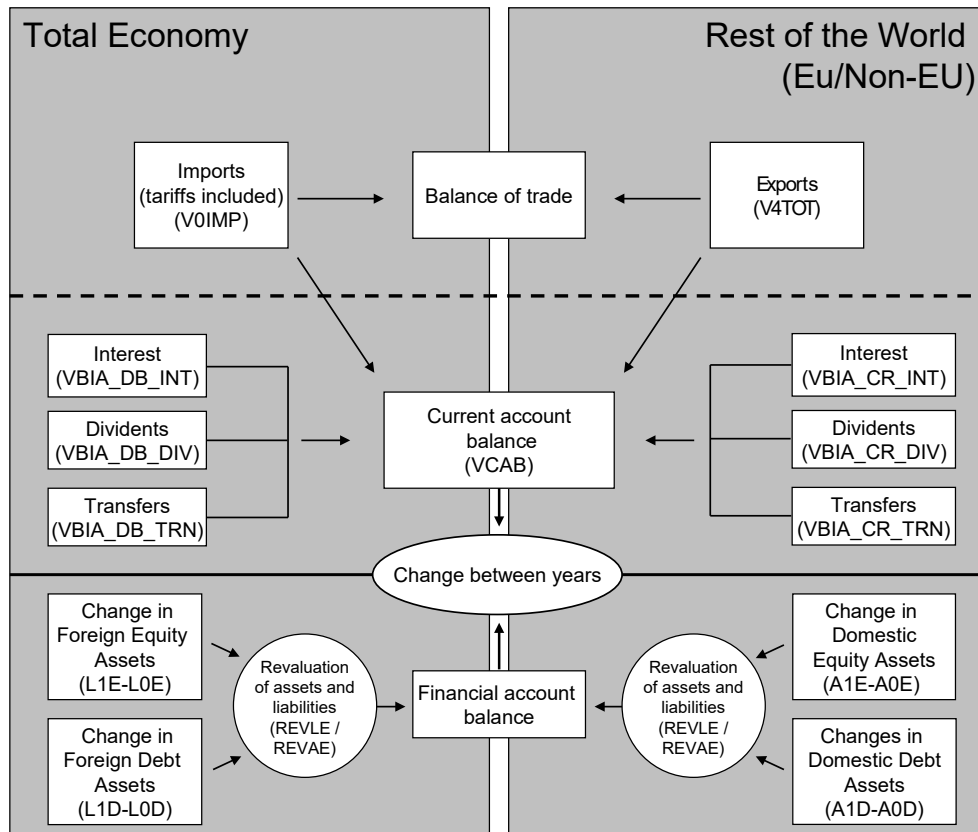 Total Economy
Rest of the World
(Eu/Non-EU)
Imports
(tariffs included)
(V0IMP)
Balance of trade
Exports
(V4TOT)
Interest
(VBIA_DB_INT)
Dividents
(VBIA_DB_DIV)
Transfers
(VBIA_DB_TRN)
Current account
balance
(VCAB)
Interest
(VBIA_CR_INT)
Dividents
(VBIA_CR_DIV)
Transfers
(VBIA_CR_TRN)
Change between years
Change in
Foreign Equity
Assets
(L1E-L0E)
Change in
Foreign Debt
Assets
(L1D-L0D)
Revaluation
of assets and
liabilities
(REVLE /
REVAE)
Financial account
balance
Revaluation
of assets and
liabilities
(REVLE /
REVAE)
Change in
Domestic
Equity Assets
(A1E-A0E)
Changes in
Domestic Debt
Assets
(A1D-A0D)